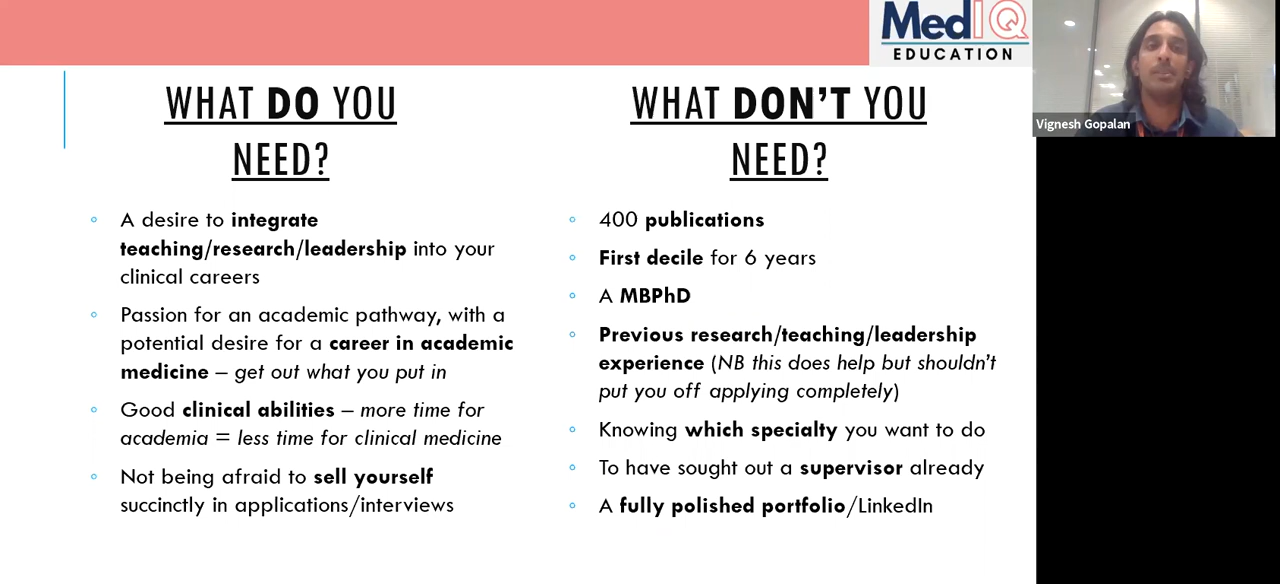 MedIQ
EDUCATION
Vignesh Gopalan
WHAT DO YOU
NEED?
◦ A desire to integrate
teaching/research/leadership into your
clinical careers
◦ Passion for an academic pathway, with a
potential desire for a career in academic
medicine – get out what you put in
◦ Good clinical abilities – more time for
academia = less time for clinical medicine
◦ Not being afraid to sell yourself
succinctly in applications/interviews
WHAT DON'T YOU
NEED?
◦ 400 publications
◦ First decile for 6 years
◦ A MBPhD
◦ Previous research/teaching/leadership
experience (NB this does help but shouldn't
put you off applying completely)
◦ Knowing which specialty you want to do
◦ To have sought out a supervisor already
◦ A fully polished portfolio/LinkedIn